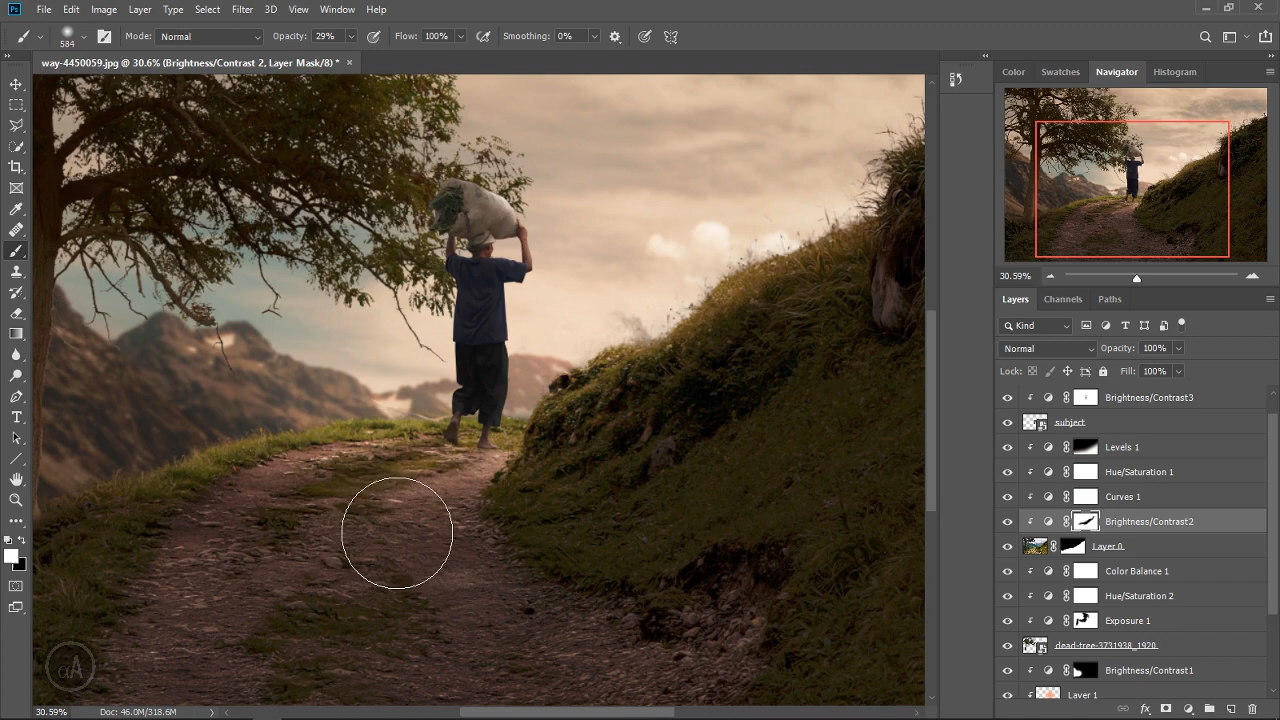 Ps File Edit Image Layer Type Select Filter 3D View Window Help
584 Mode: Normal Opacity: 29% Flow: 100% Smoothing: 0%
way-4450059.jpg @ 30.6% (Brightness/Contrast 2, Layer Mask/8) *
Color Swatches Navigator Histogram
30.59%
Layers Channels Paths
Kind
Normal Opacity: 100%
Lock: Fill: 100%
Brightness/Contrast3
subject
Levels 1
Hue/Saturation 1
Curves 1
Brightness/Contrast2
Layer 0
Color Balance 1
Hue/Saturation 2
Exposure 1
dead-tree-3731938_1920
Brightness/Contrast1
Layer 1
αA
30.59% Doc: 46.0M/318.6M